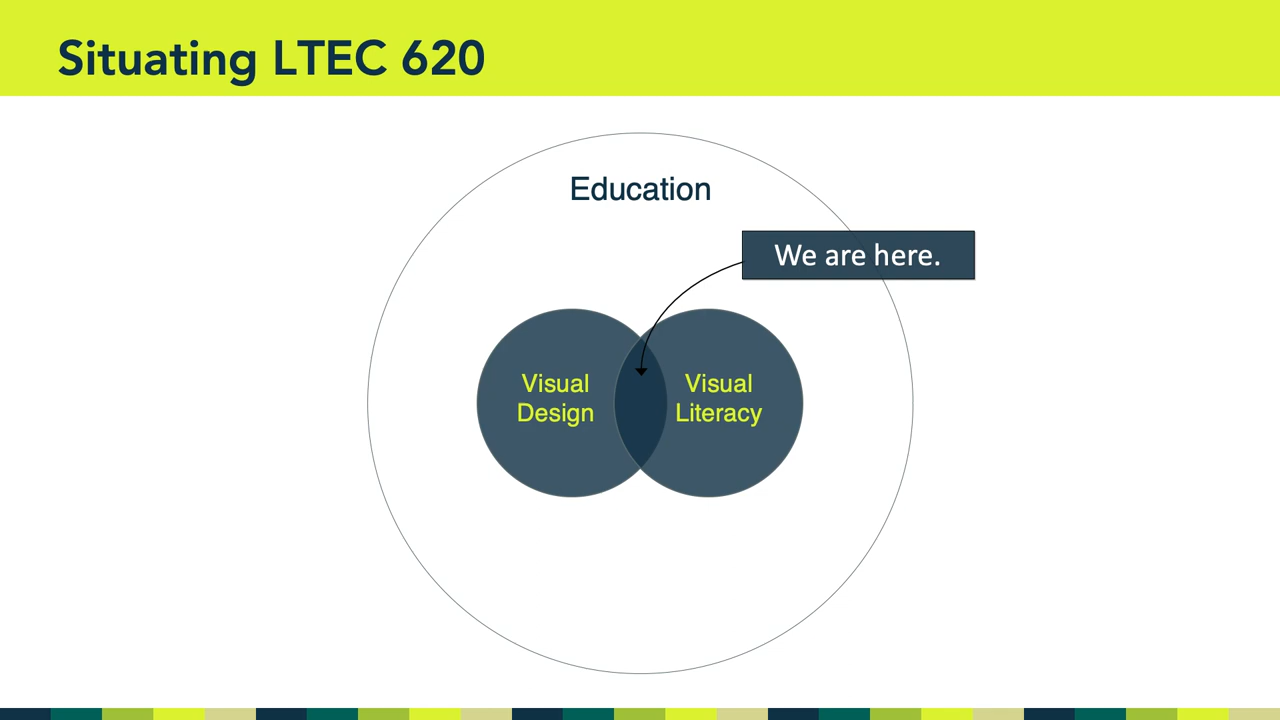 Situating LTEC 620
Education
We are here.
Visual
Design
Visual
Literacy